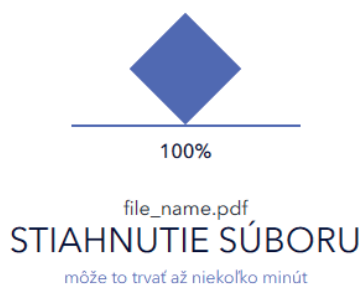 100%
file_name.pdf
STIAHNUTIE SÚBORU
môže to trvať až niekoľko minút